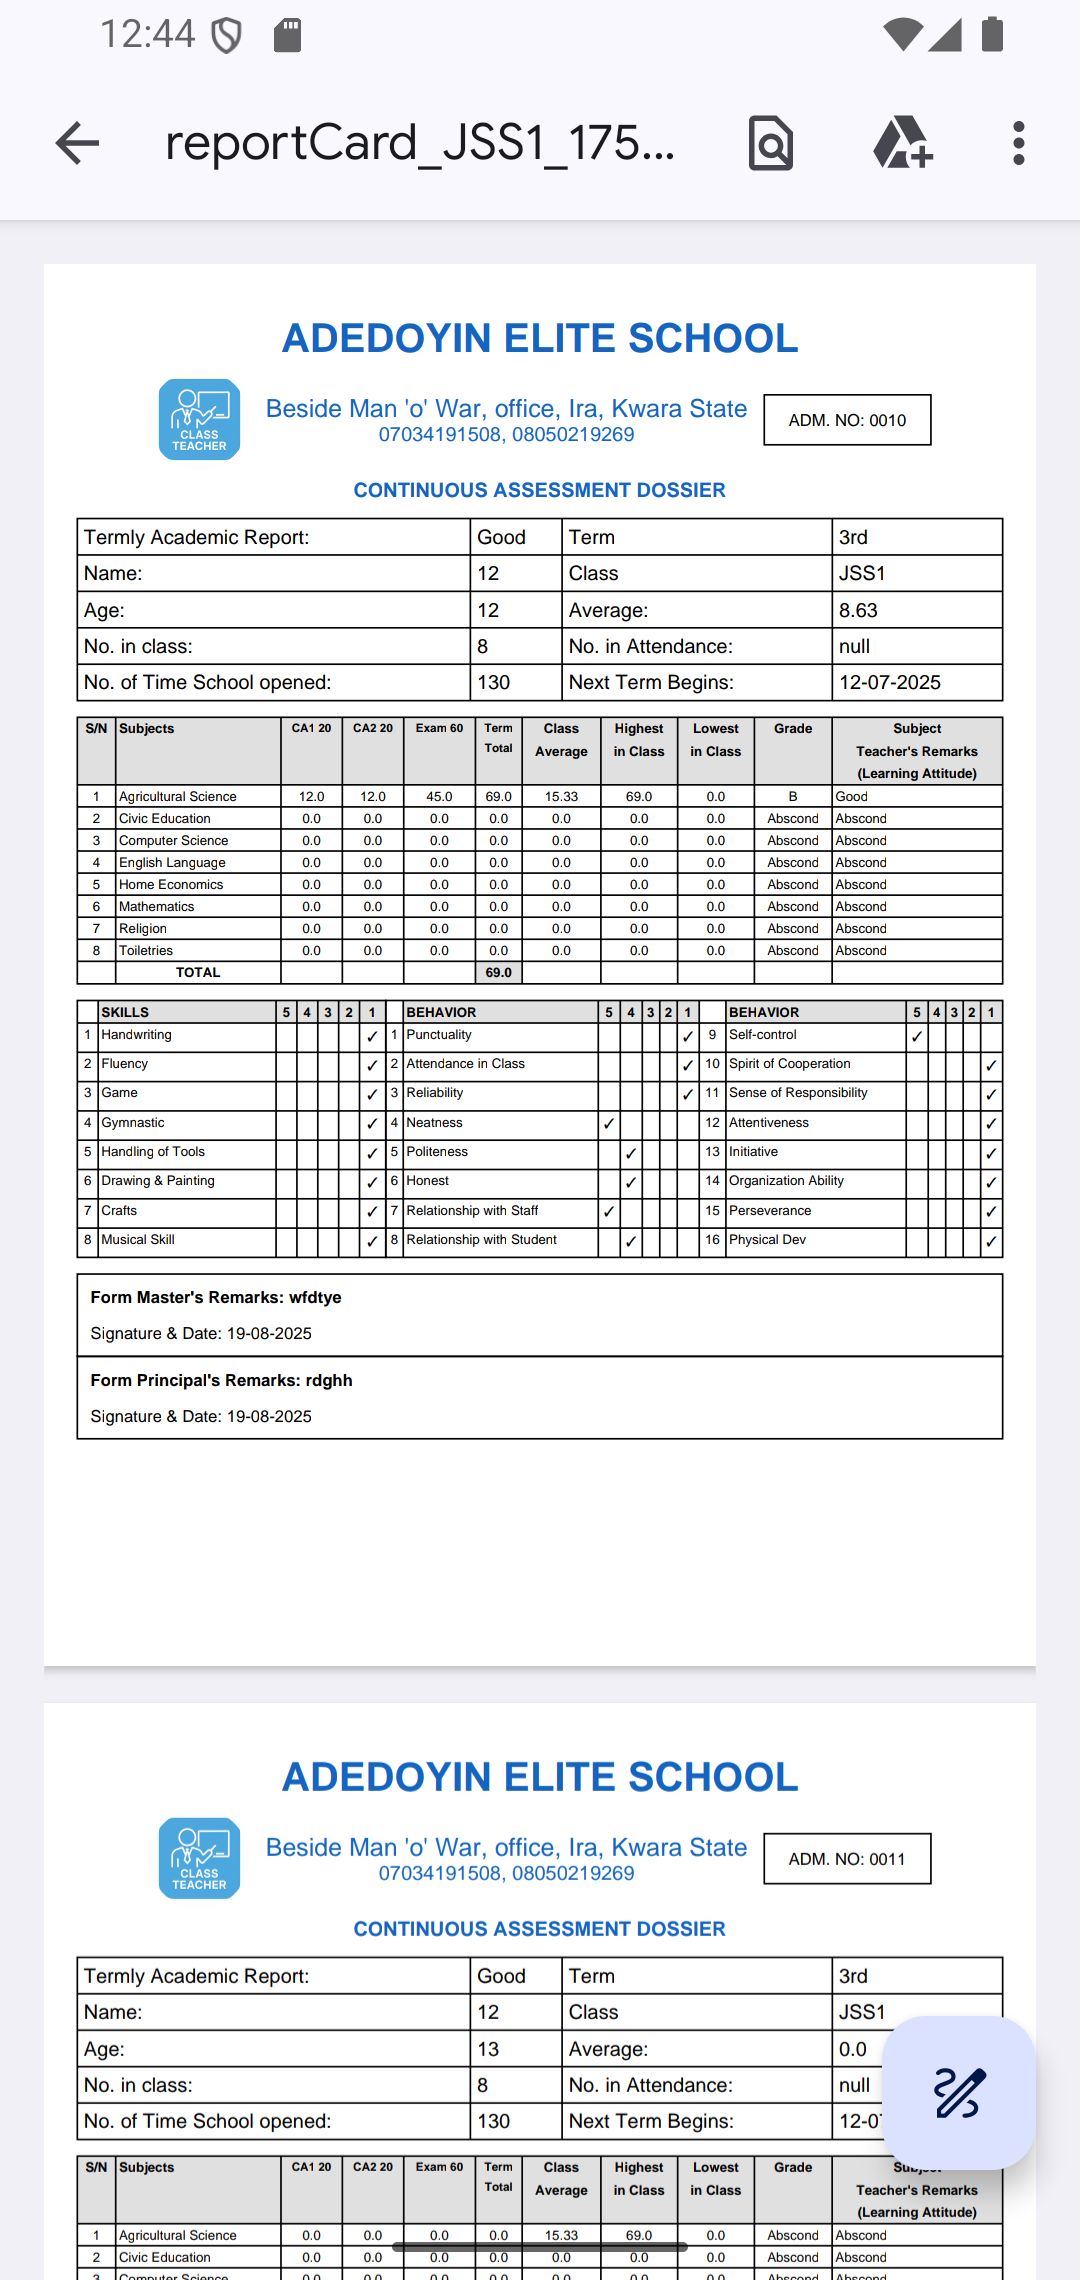 12:44
reportCard_JSS1_175...
ADEDOYIN ELITE SCHOOL
CLASS TEACHER
Beside Man 'o' War, office, Ira, Kwara State
07034191508, 08050219269
ADM. NO: 0010
CONTINUOUS ASSESSMENT DOSSIER
Termly Academic Report: Good Term 3rd
Name: 12 Class JSS1
Age: 12 Average: 8.63
No. in class: 8 No. in Attendance: null
No. of Time School opened: 130 Next Term Begins: 12-07-2025
S/N Subjects CA1 20 CA2 20 Exam 60 Term Total Class Average Highest in Class Lowest in Class Grade Subject Teacher's Remarks (Learning Attitude)
1 Agricultural Science 12.0 12.0 45.0 69.0 15.33 69.0 0.0 B Good
2 Civic Education 0.0 0.0 0.0 0.0 0.0 0.0 0.0 Abscond Abscond
3 Computer Science 0.0 0.0 0.0 0.0 0.0 0.0 0.0 Abscond Abscond
4 English Language 0.0 0.0 0.0 0.0 0.0 0.0 0.0 Abscond Abscond
5 Home Economics 0.0 0.0 0.0 0.0 0.0 0.0 0.0 Abscond Abscond
6 Mathematics 0.0 0.0 0.0 0.0 0.0 0.0 0.0 Abscond Abscond
7 Religion 0.0 0.0 0.0 0.0 0.0 0.0 0.0 Abscond Abscond
8 Toiletries 0.0 0.0 0.0 0.0 0.0 0.0 0.0 Abscond Abscond
TOTAL 69.0
SKILLS 5 4 3 2 1 BEHAVIOR 5 4 3 2 1 BEHAVIOR 5 4 3 2 1
1 Handwriting ✓ 1 Punctuality ✓ 9 Self-control ✓
2 Fluency ✓ 2 Attendance in Class ✓ 10 Spirit of Cooperation ✓
3 Game ✓ 3 Reliability ✓ 11 Sense of Responsibility ✓
4 Gymnastic ✓ 4 Neatness ✓ 12 Attentiveness ✓
5 Handling of Tools ✓ 5 Politeness ✓ 13 Initiative ✓
6 Drawing & Painting ✓ 6 Honest ✓ 14 Organization Ability ✓
7 Crafts ✓ 7 Relationship with Staff ✓ 15 Perseverance ✓
8 Musical Skill ✓ 8 Relationship with Student ✓ 16 Physical Dev ✓
Form Master's Remarks: wfdtye
Signature & Date: 19-08-2025
Form Principal's Remarks: rdghh
Signature & Date: 19-08-2025
ADEDOYIN ELITE SCHOOL
CLASS TEACHER
Beside Man 'o' War, office, Ira, Kwara State
07034191508, 08050219269
ADM. NO: 0011
CONTINUOUS ASSESSMENT DOSSIER
Termly Academic Report: Good Term 3rd
Name: 12 Class JSS1
Age: 13 Average: 0.0
No. in class: 8 No. in Attendance: null
No. of Time School opened: 130 Next Term Begins: 12-0
S/N Subjects CA1 20 CA2 20 Exam 60 Term Total Class Average Highest in Class Lowest in Class Grade Subject Teacher's Remarks (Learning Attitude)
1 Agricultural Science 0.0 0.0 0.0 0.0 15.33 69.0 0.0 Abscond Abscond
2 Civic Education 0.0 0.0 0.0 0.0 0.0 0.0 0.0 Abscond Abscond
3 Computer Science 0.0 0.0 0.0 0.0 0.0 0.0 0.0 Abscond Abscond